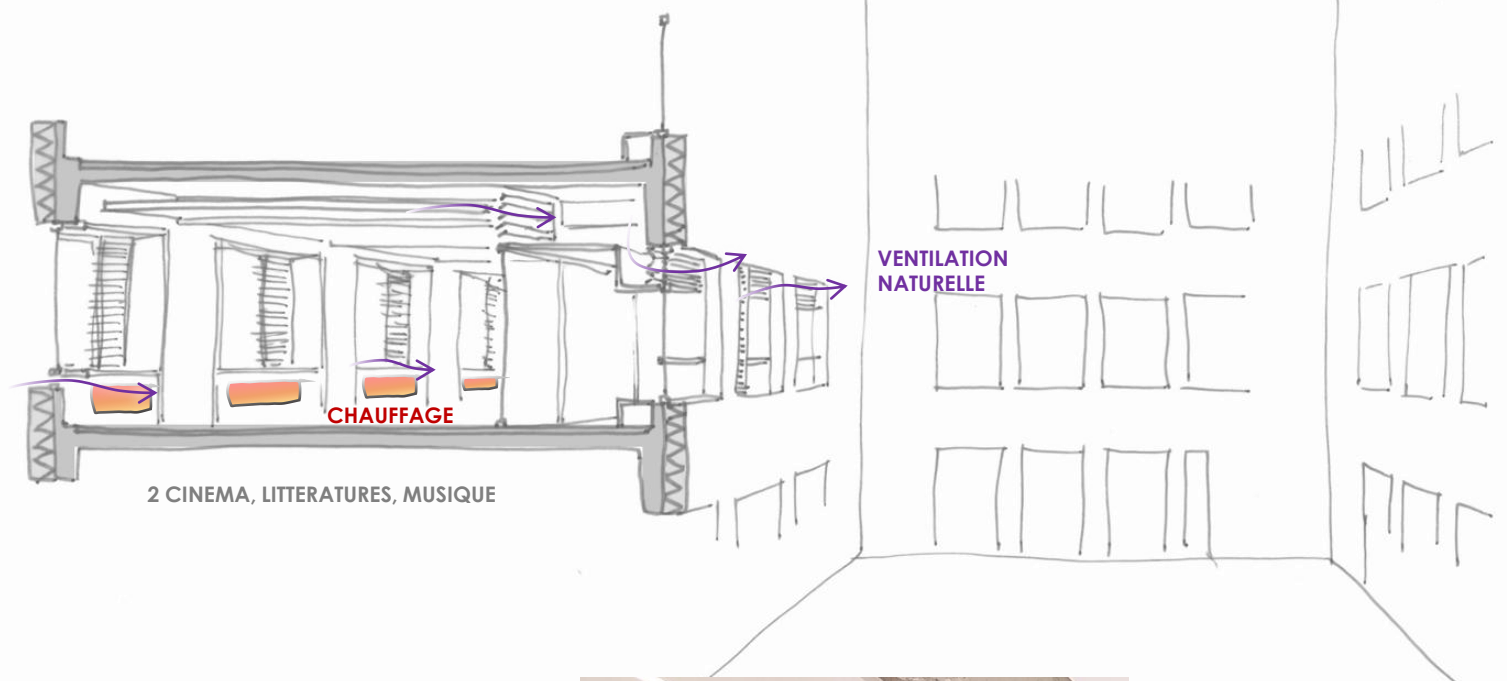 VENTILATION
NATURELLE
CHAUFFAGE
2 CINEMA, LITTERATURES, MUSIQUE